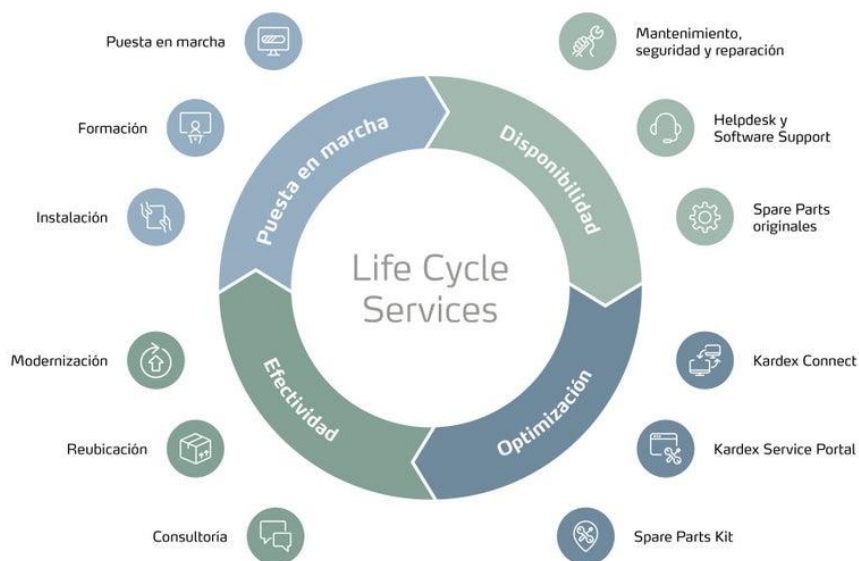 Puesta en marcha
Formación
Instalación
Mantenimiento,
seguridad y reparación
Helpdesk y
Software Support
Spare Parts
originales
Puesta en marcha
Disponibilidad
Life Cycle
Services
Efectividad
Optimización
Modernización
Reubicación
Consultoría
Kardex Connect
Kardex Service Portal
Spare Parts Kit